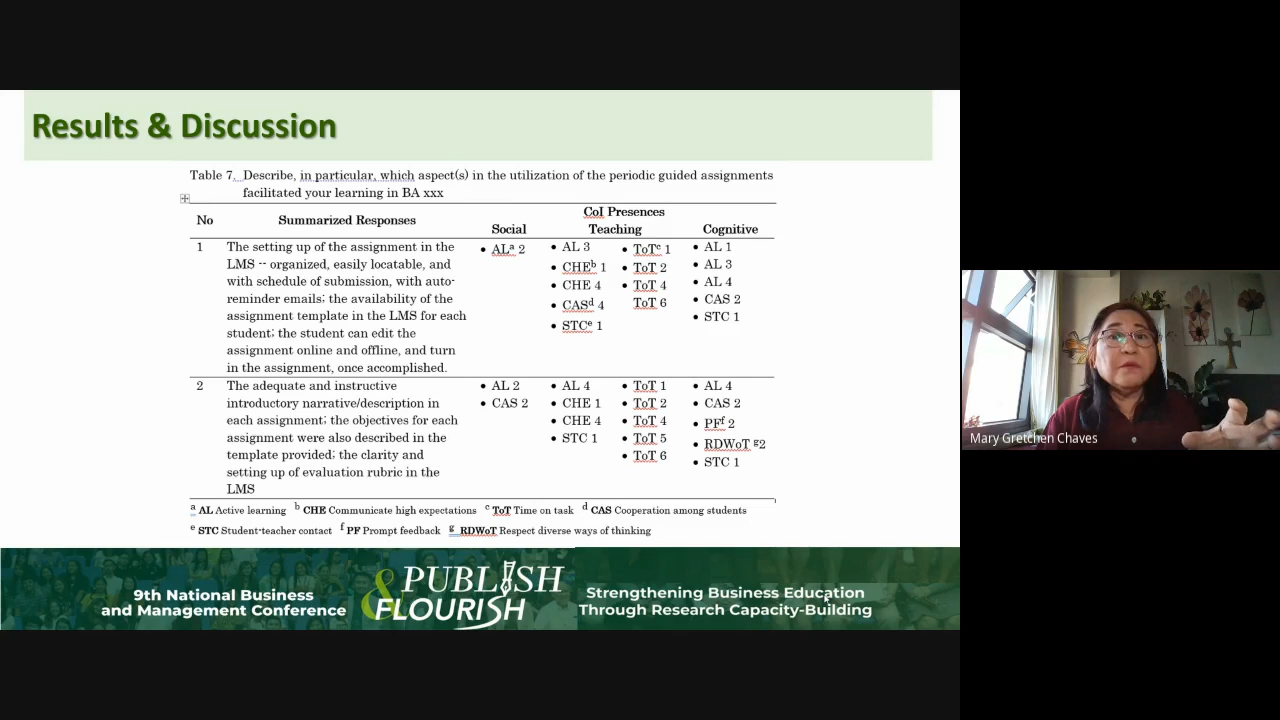 Results & Discussion
Table 7. Describe, in particular, which aspect(s) in the utilization of the periodic guided assignments
facilitated your learning in BA xxx
No Summarized Responses CoI Presences
Social Teaching Cognitive
1 The setting up of the assignment in the
LMS -- organized, easily locatable, and
with schedule of submission, with auto-
reminder emails; the availability of the
assignment template in the LMS for each
student; the student can edit the
assignment online and offline, and turn
in the assignment, once accomplished.
• ALa 2
• AL 3
• CHEb 1
• CHE 4
• CASd 4
• STCe 1
• ToTc 1
• ToT 2
• ToT 4
ToT 6
• AL 1
• AL 3
• AL 4
• CAS 2
• STC 1
2 The adequate and instructive
introductory narrative/description in
each assignment; the objectives for each
assignment were also described in the
template provided; the clarity and
setting up of evaluation rubric in the
LMS
• AL 2
• CAS 2
• AL 4
• CHE 1
• CHE 4
• STC 1
• ToT 1
• ToT 2
• ToT 4
• ToT 5
• ToT 6
• AL 4
• CAS 2
• PFf 2
• RDWoT g2
• STC 1
a AL Active learning b CHE Communicate high expectations c ToT Time on task d CAS Cooperation among students
e STC Student-teacher contact f PF Prompt feedback g RDWoT Respect diverse ways of thinking
9th National Business
and Management Conference
PUBLISH
& FLOURISH
Strengthening Business Education
Through Research Capacity-Building
Mary Gretchen Chaves